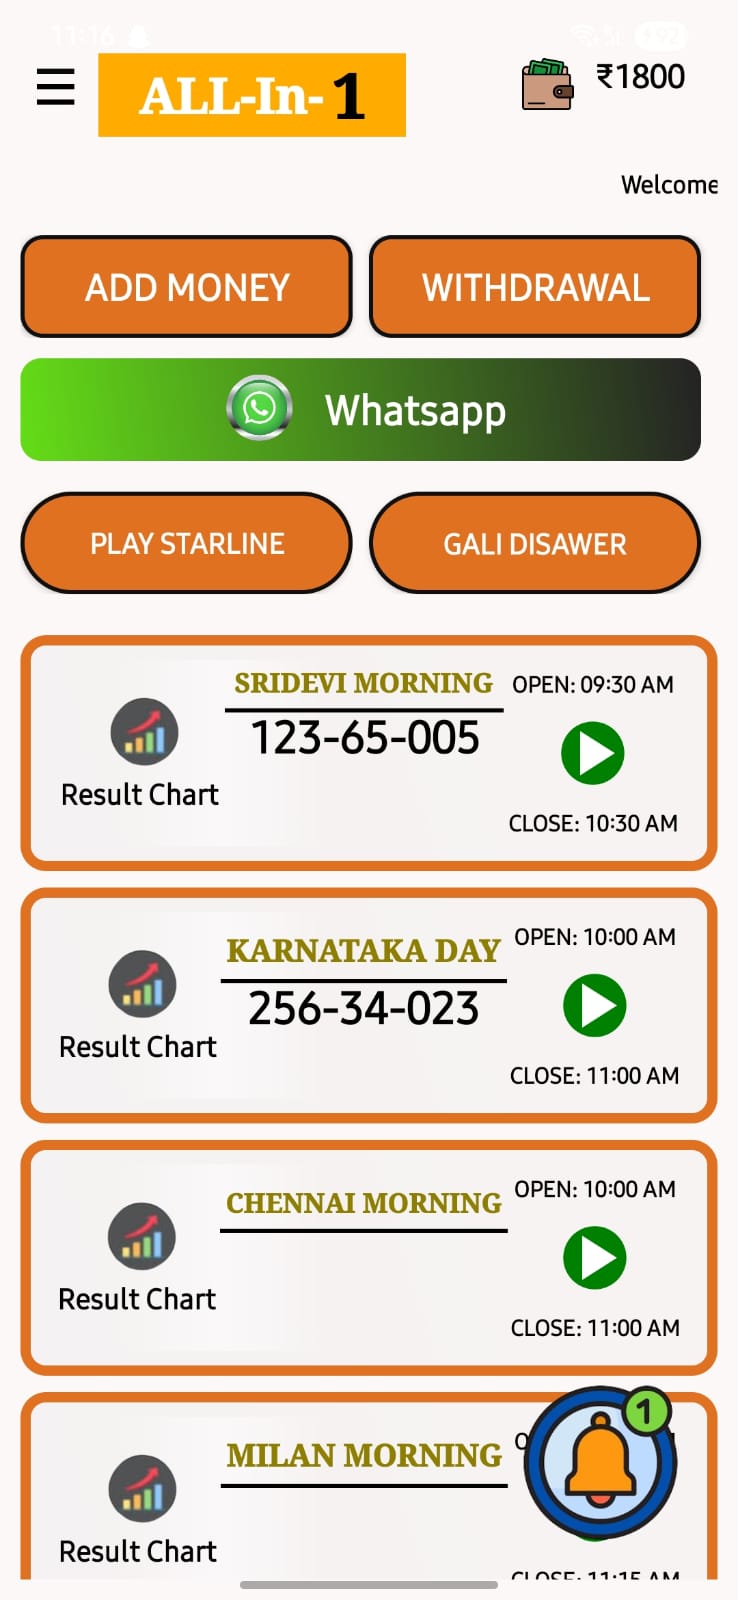 11:16
92
ALL-In-1
₹1800
Welcome
ADD MONEY
WITHDRAWAL
Whatsapp
PLAY STARLINE
GALI DISAWER
SRIDEVI MORNING
OPEN: 09:30 AM
123-65-005
Result Chart
CLOSE: 10:30 AM
KARNATAKA DAY
OPEN: 10:00 AM
256-34-023
Result Chart
CLOSE: 11:00 AM
CHENNAI MORNING
OPEN: 10:00 AM
Result Chart
CLOSE: 11:00 AM
1
MILAN MORNING
Result Chart
CLOSE: 11:15 AM